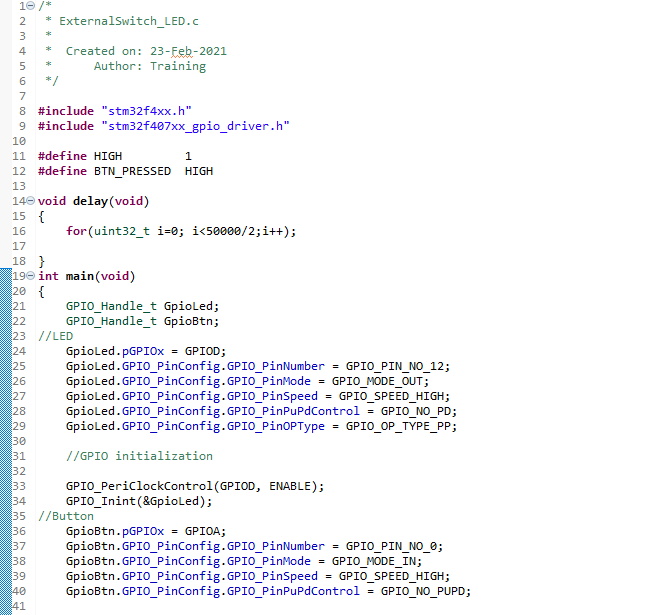 1 /*
2  * ExternalSwitch_LED.c
3  *
4  *  Created on: 23-Feb-2021
5  *      Author: Training
6  */
7
8 #include "stm32f4xx.h"
9 #include "stm32f407xx_gpio_driver.h"
10
11 #define HIGH         1
12 #define BTN_PRESSED  HIGH
13
14 void delay(void)
15 {
16     for(uint32_t i=0; i<50000/2;i++);
17
18 }
19 int main(void)
20 {
21     GPIO_Handle_t GpioLed;
22     GPIO_Handle_t GpioBtn;
23 //LED
24     GpioLed.pGPIOx = GPIOD;
25     GpioLed.GPIO_PinConfig.GPIO_PinNumber = GPIO_PIN_NO_12;
26     GpioLed.GPIO_PinConfig.GPIO_PinMode = GPIO_MODE_OUT;
27     GpioLed.GPIO_PinConfig.GPIO_PinSpeed = GPIO_SPEED_HIGH;
28     GpioLed.GPIO_PinConfig.GPIO_PinPuPdControl = GPIO_NO_PD;
29     GpioLed.GPIO_PinConfig.GPIO_PinOPType = GPIO_OP_TYPE_PP;
30
31     //GPIO initialization
32
33     GPIO_PeriClockControl(GPIOD, ENABLE);
34     GPIO_Inint(&GpioLed);
35 //Button
36     GpioBtn.pGPIOx = GPIOA;
37     GpioBtn.GPIO_PinConfig.GPIO_PinNumber = GPIO_PIN_NO_0;
38     GpioBtn.GPIO_PinConfig.GPIO_PinMode = GPIO_MODE_IN;
39     GpioBtn.GPIO_PinConfig.GPIO_PinSpeed = GPIO_SPEED_HIGH;
40     GpioBtn.GPIO_PinConfig.GPIO_PinPuPdControl = GPIO_NO_PUPD;
41